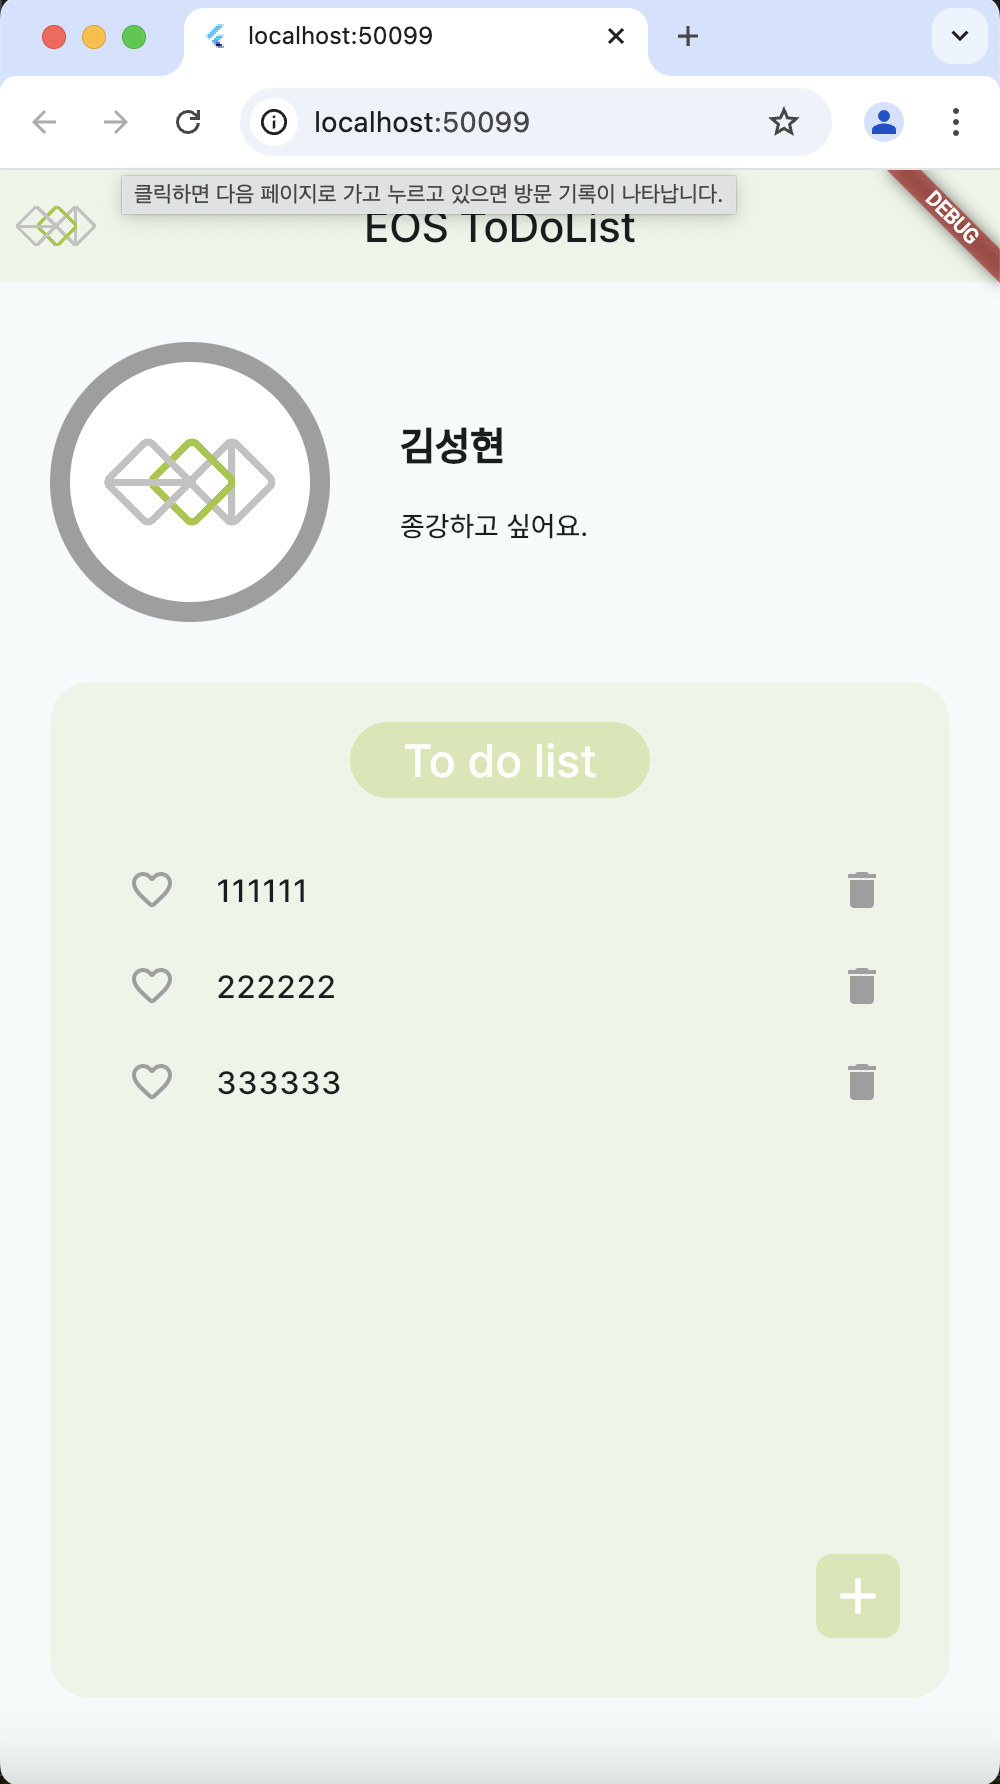 localhost:50099
localhost:50099
클릭하면 다음 페이지로 가고 누르고 있으면 방문 기록이 나타납니다.
EOS ToDoList
DEBUG
김성현
종강하고 싶어요.
To do list
111111
222222
333333